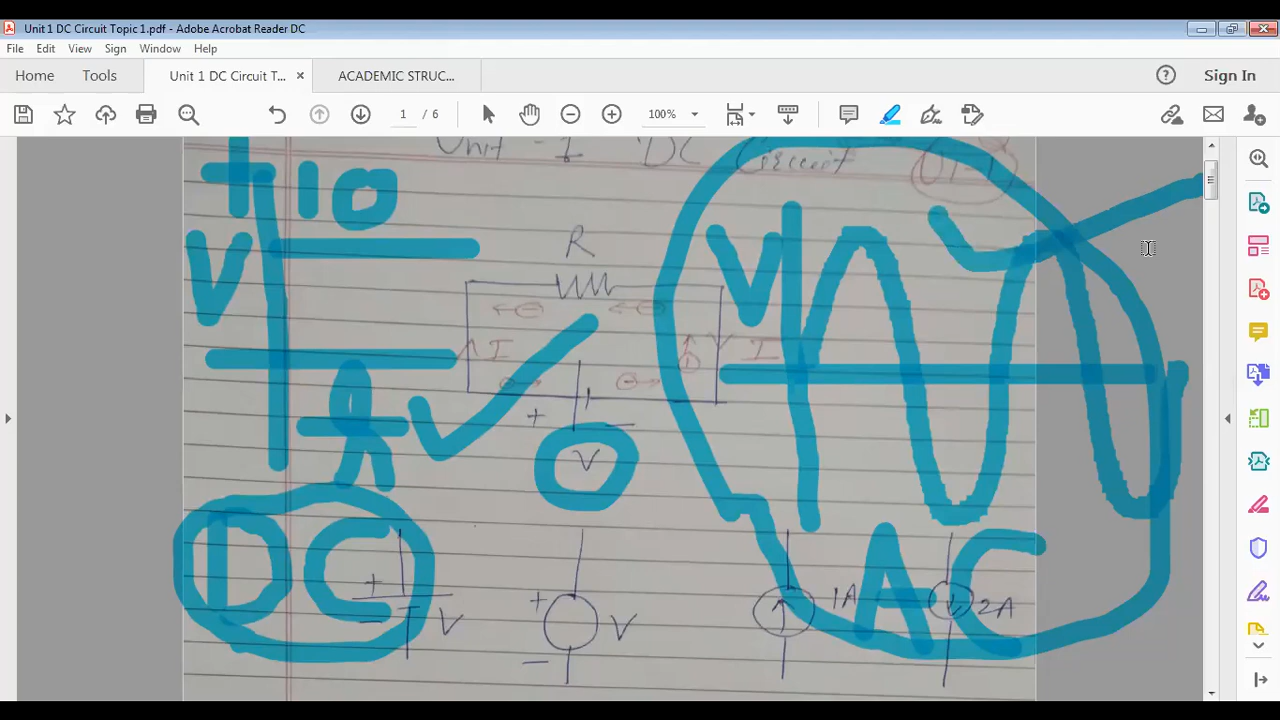 Unit 1 DC Circuit Topic 1.pdf - Adobe Acrobat Reader DC
File Edit View Sign Window Help
Home Tools Unit 1 DC Circuit T... × ACADEMIC STRUC... ? Sign In
1 / 6 100%
Unit - I DC Circuit
+10
R
V V
I I
+ −
V
DC AC
+ − V + − V 1A 2A